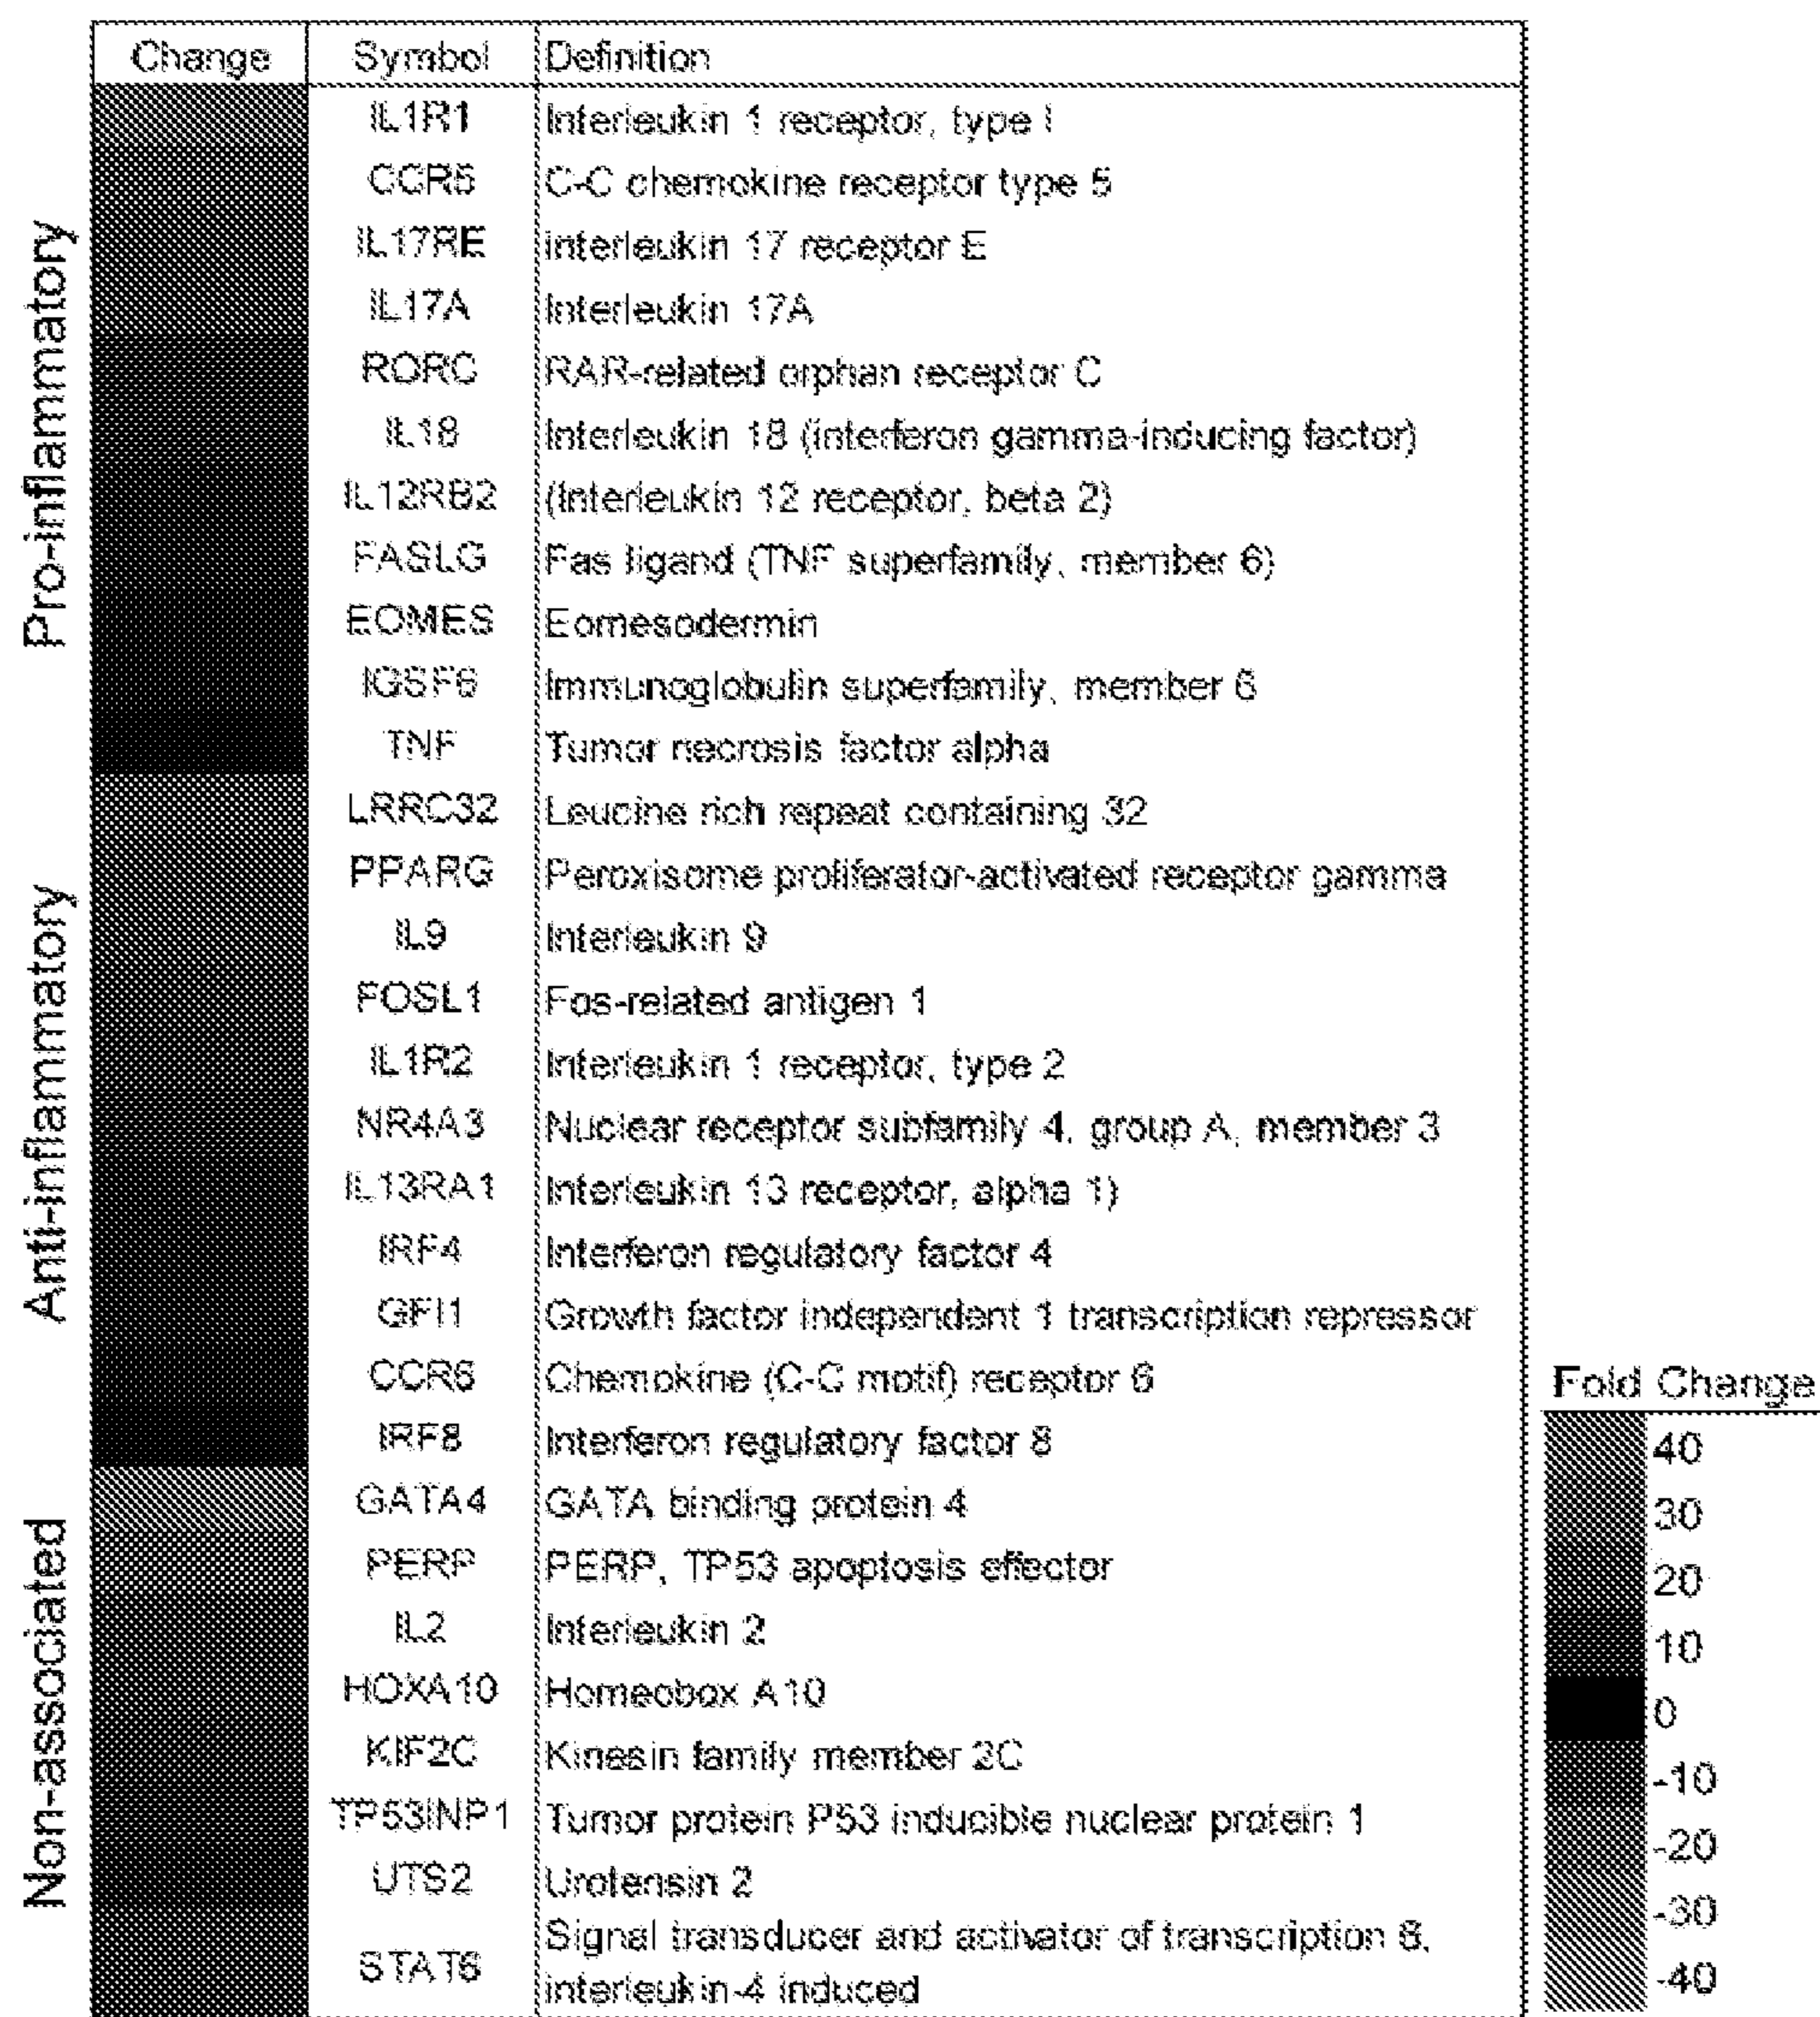 Change Symbol Definition
Pro-inflammatory
IL1R1 Interleukin 1 receptor, type I
CCR5 C-C chemokine receptor type 5
IL17RE interleukin 17 receptor E
IL17A Interleukin 17A
RORC RAR-related orphan receptor C
IL18 Interleukin 18 (interferon gamma-inducing factor)
IL12RB2 (Interleukin 12 receptor, beta 2)
FASLG Fas ligand (TNF superfamily, member 6)
EOMES Eomesodermin
IGSF6 Immunoglobulin superfamily, member 6
TNF Tumor necrosis factor alpha
Anti-inflammatory
LRRC32 Leucine rich repeat containing 32
PPARG Peroxisome proliferator-activated receptor gamma
IL9 Interleukin 9
FOSL1 Fos-related antigen 1
IL1R2 Interleukin 1 receptor, type 2
NR4A3 Nuclear receptor subfamily 4, group A, member 3
IL13RA1 Interleukin 13 receptor, alpha 1)
IRF4 Interferon regulatory factor 4
GFI1 Growth factor independent 1 transcription repressor
CCR6 Chemokine (C-C motif) receptor 6
IRF8 Interferon regulatory factor 8
Non-associated
GATA4 GATA binding protein 4
PERP PERP, TP53 apoptosis effector
IL2 Interleukin 2
HOXA10 Homeobox A10
KIF2C Kinesin family member 2C
TP53INP1 Tumor protein P53 inducible nuclear protein 1
UTS2 Urotensin 2
STAT6 Signal transducer and activator of transcription 6,
interleukin-4 induced
Fold Change
40
30
20
10
0
-10
-20
-30
-40